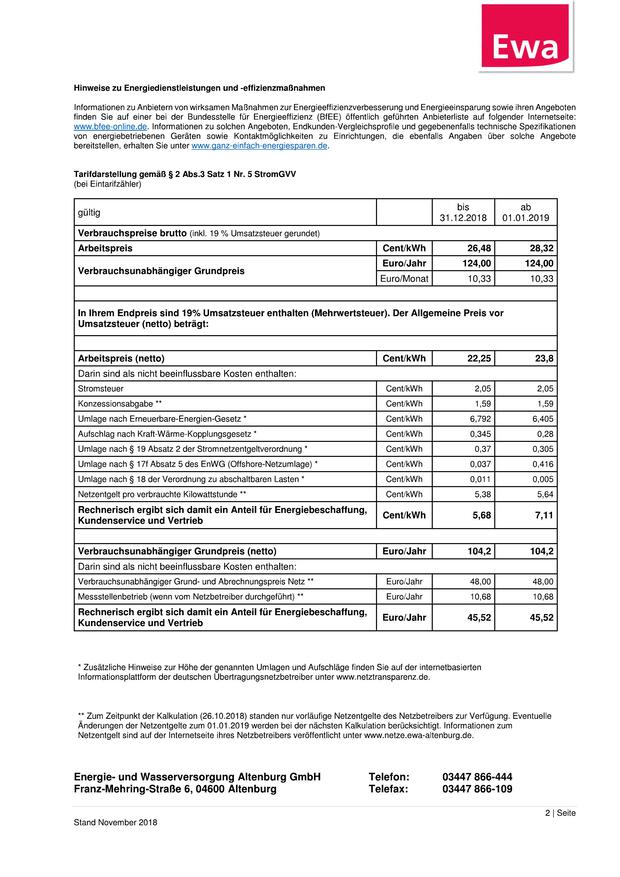 Ewa
Hinweise zu Energiedienstleistungen und -effizienzmaßnahmen
Informationen zu Anbietern von wirksamen Maßnahmen zur Energieeffizienzverbesserung und Energieeinsparung sowie ihren Angeboten
finden Sie auf einer bei der Bundesstelle für Energieeffizienz (BfEE) öffentlich geführten Anbieterliste auf folgender Internetseite:
www.bfee-online.de. Informationen zu solchen Angeboten, Endkunden-Vergleichsprofile und gegebenenfalls technische Spezifikationen
von energiebetriebenen Geräten sowie Kontaktmöglichkeiten zu Einrichtungen, die ebenfalls Angaben über solche Angebote
bereitstellen, erhalten Sie unter www.ganz-einfach-energiesparen.de.
Tarifdarstellung gemäß § 2 Abs.3 Satz 1 Nr. 5 StromGVV
(bei Eintarifzähler)
gültig bis 31.12.2018 ab 01.01.2019
Verbrauchspreise brutto (inkl. 19 % Umsatzsteuer gerundet)
Arbeitspreis Cent/kWh 26,48 28,32
Verbrauchsunabhängiger Grundpreis Euro/Jahr 124,00 124,00
Euro/Monat 10,33 10,33
In Ihrem Endpreis sind 19% Umsatzsteuer enthalten (Mehrwertsteuer). Der Allgemeine Preis vor
Umsatzsteuer (netto) beträgt:
Arbeitspreis (netto) Cent/kWh 22,25 23,8
Darin sind als nicht beeinflussbare Kosten enthalten:
Stromsteuer Cent/kWh 2,05 2,05
Konzessionsabgabe ** Cent/kWh 1,59 1,59
Umlage nach Erneuerbare-Energien-Gesetz * Cent/kWh 6,792 6,405
Aufschlag nach Kraft-Wärme-Kopplungsgesetz * Cent/kWh 0,345 0,28
Umlage nach § 19 Absatz 2 der Stromnetzentgeltverordnung * Cent/kWh 0,37 0,305
Umlage nach § 17f Absatz 5 des EnWG (Offshore-Netzumlage) * Cent/kWh 0,037 0,416
Umlage nach § 18 der Verordnung zu abschaltbaren Lasten * Cent/kWh 0,011 0,005
Netzentgelt pro verbrauchte Kilowattstunde ** Cent/kWh 5,38 5,64
Rechnerisch ergibt sich damit ein Anteil für Energiebeschaffung,
Kundenservice und Vertrieb Cent/kWh 5,68 7,11
Verbrauchsunabhängiger Grundpreis (netto) Euro/Jahr 104,2 104,2
Darin sind als nicht beeinflussbare Kosten enthalten:
Verbrauchsunabhängiger Grund- und Abrechnungspreis Netz ** Euro/Jahr 48,00 48,00
Messstellenbetrieb (wenn vom Netzbetreiber durchgeführt) ** Euro/Jahr 10,68 10,68
Rechnerisch ergibt sich damit ein Anteil für Energiebeschaffung,
Kundenservice und Vertrieb Euro/Jahr 45,52 45,52
* Zusätzliche Hinweise zur Höhe der genannten Umlagen und Aufschläge finden Sie auf der internetbasierten
Informationsplattform der deutschen Übertragungsnetzbetreiber unter www.netztransparenz.de.
** Zum Zeitpunkt der Kalkulation (26.10.2018) standen nur vorläufige Netzentgelte des Netzbetreibers zur Verfügung. Eventuelle
Änderungen der Netzentgelte zum 01.01.2019 werden bei der nächsten Kalkulation berücksichtigt. Informationen zum
Netzentgelt sind auf der Internetseite ihres Netzbetreibers veröffentlicht unter www.netze.ewa-altenburg.de.
Energie- und Wasserversorgung Altenburg GmbH Telefon: 03447 866-444
Franz-Mehring-Straße 6, 04600 Altenburg Telefax: 03447 866-109
2 | Seite
Stand November 2018